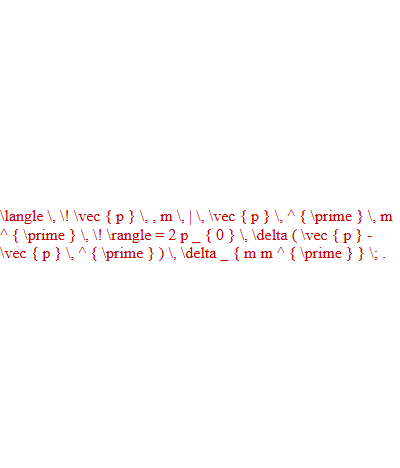 \langle \, \! \vec { p } \, , m \, | \, \vec { p } \, ^ { \prime } \, m
^ { \prime } \, \! \rangle = 2 p _ { 0 } \, \delta ( \vec { p } -
\vec { p } \, ^ { \prime } ) \, \delta _ { m m ^ { \prime } } \; .